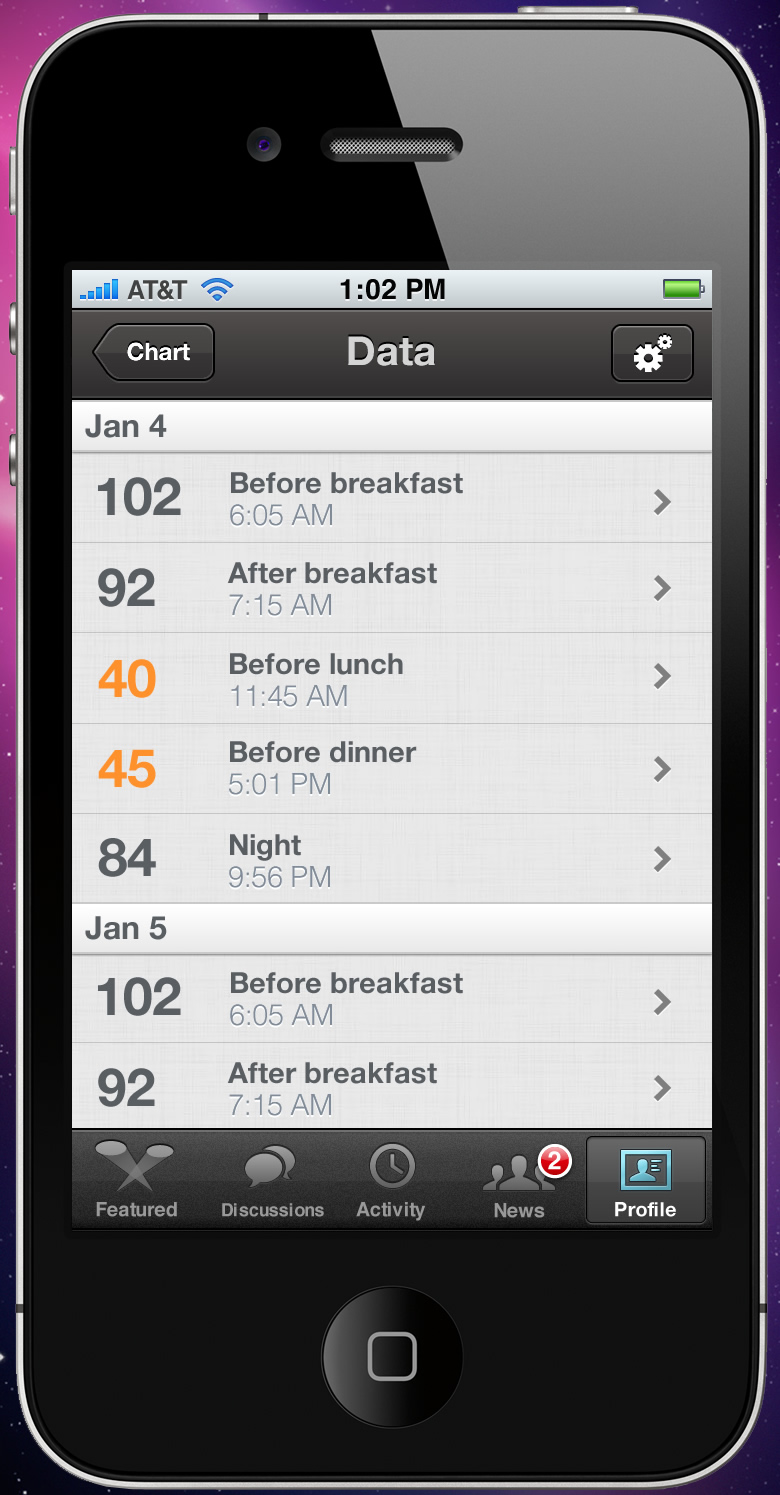 AT&T 1:02 PM
Chart Data
Jan 4
102 Before breakfast
6:05 AM
92 After breakfast
7:15 AM
40 Before lunch
11:45 AM
45 Before dinner
5:01 PM
84 Night
9:56 PM
Jan 5
102 Before breakfast
6:05 AM
92 After breakfast
7:15 AM
2
Featured Discussions Activity News Profile